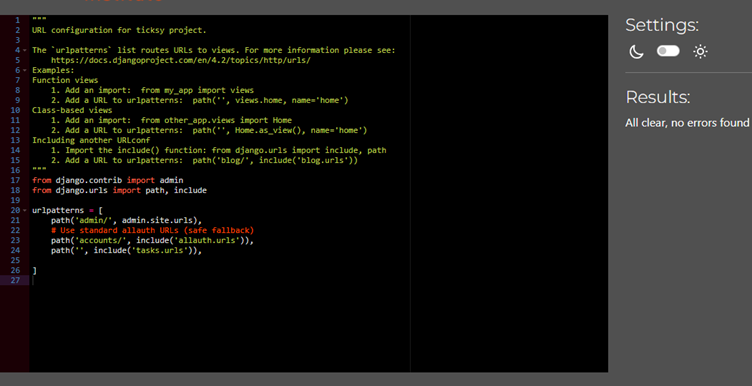 1 """
2 URL configuration for ticksy project.
3
4 The `urlpatterns` list routes URLs to views. For more information please see:
5     https://docs.djangoproject.com/en/4.2/topics/http/urls/
6 Examples:
7 Function views
8     1. Add an import:  from my_app import views
9     2. Add a URL to urlpatterns:  path('', views.home, name='home')
10 Class-based views
11     1. Add an import:  from other_app.views import Home
12     2. Add a URL to urlpatterns:  path('', Home.as_view(), name='home')
13 Including another URLconf
14     1. Import the include() function: from django.urls import include, path
15     2. Add a URL to urlpatterns:  path('blog/', include('blog.urls'))
16 """
17 from django.contrib import admin
18 from django.urls import path, include
19
20 urlpatterns = [
21     path('admin/', admin.site.urls),
22     # Use standard allauth URLs (safe fallback)
23     path('accounts/', include('allauth.urls')),
24     path('', include('tasks.urls')),
25
26 ]
27
Settings:
Results:
All clear, no errors found